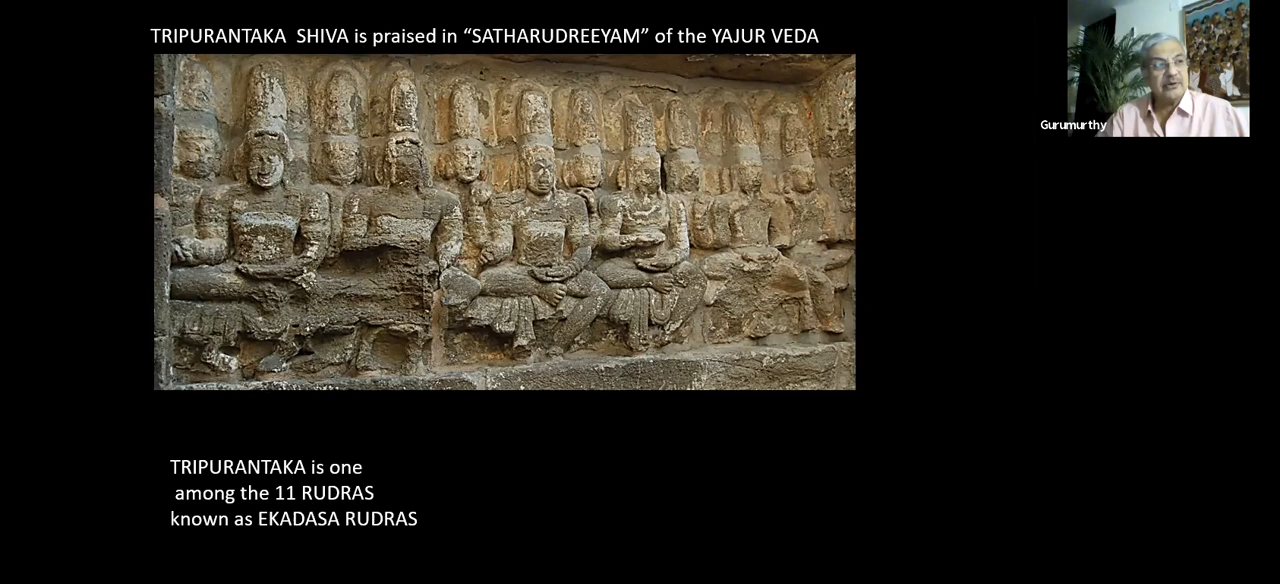 TRIPURANTAKA  SHIVA is praised in “SATHARUDREEYAM” of the YAJUR VEDA
Gurumurthy
TRIPURANTAKA is one
among the 11 RUDRAS
known as EKADASA RUDRAS